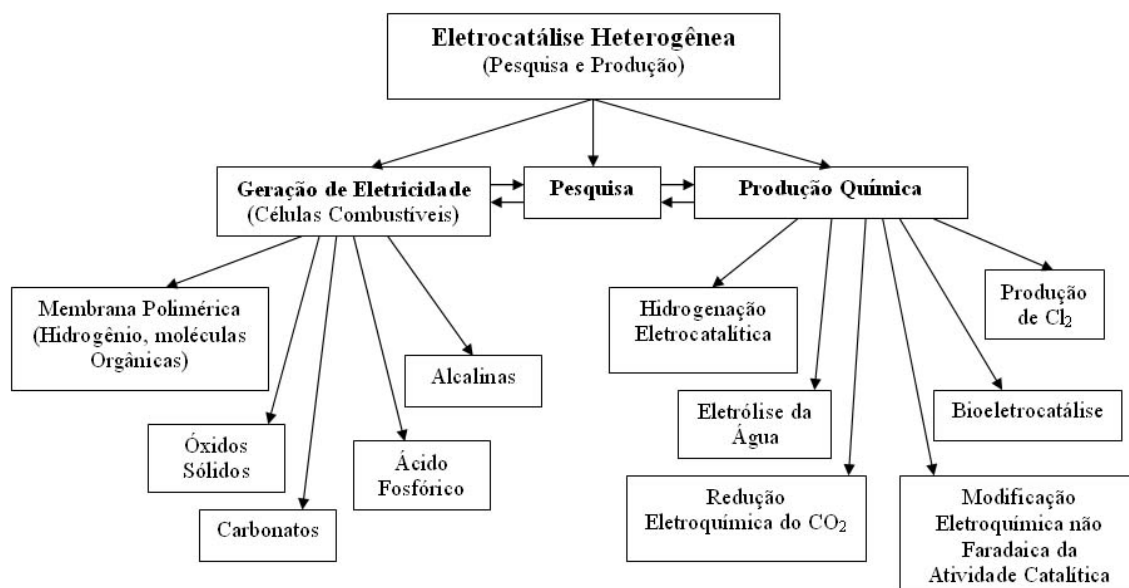 Eletrocatálise Heterogênea
(Pesquisa e Produção)
Geração de Eletricidade
(Células Combustíveis)
Pesquisa
Produção Química
Membrana Polimérica
(Hidrogênio, moléculas
Orgânicas)
Óxidos
Sólidos
Carbonatos
Ácido
Fosfórico
Alcalinas
Hidrogenação
Eletrocatalítica
Eletrólise da
Água
Redução
Eletroquímica do CO₂
Modificação
Eletroquímica não
Faradaica da
Atividade Catalítica
Bioeletrocatálise
Produção
de Cl₂